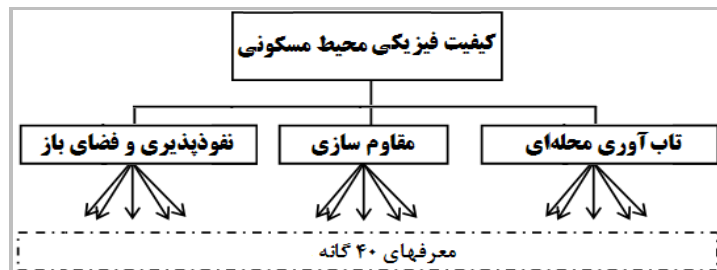 کیفیت فیزیکی محیط مسکونی
تاب‌آوری محله‌ای
مقاوم سازی
نفوذپذیری و فضای باز
معرفهای ۴۰ گانه